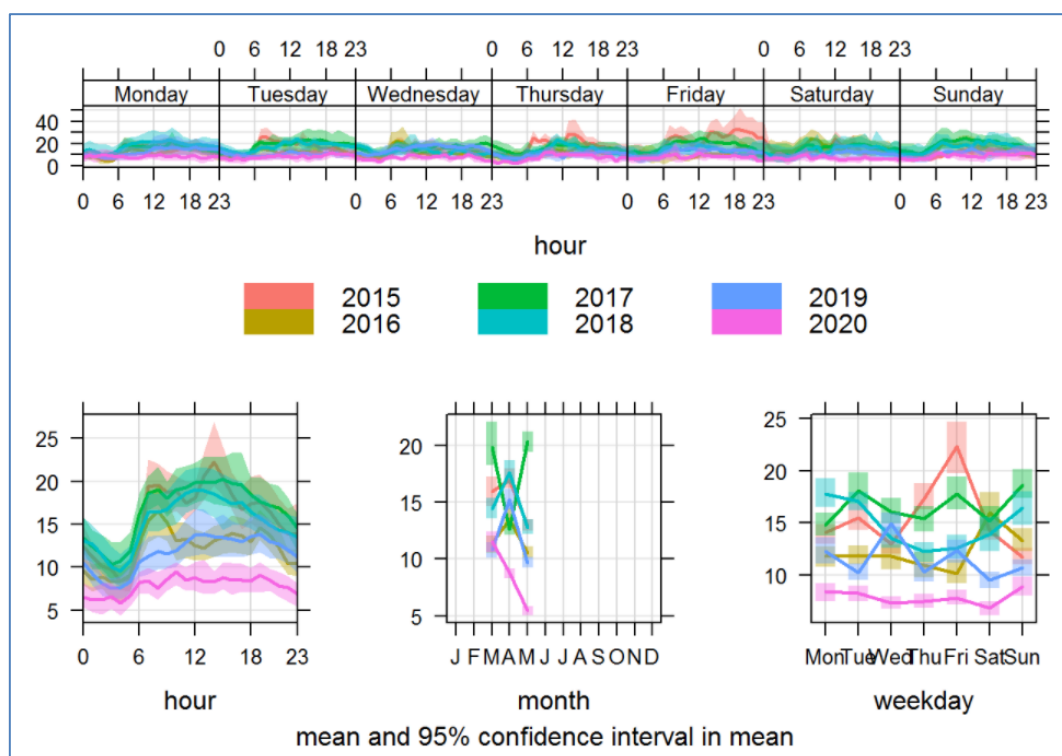 0 6 12 18 23 0 6 12 18 23 0 6 12 18 23
Monday Tuesday Wednesday Thursday Friday Saturday Sunday
40
20
0
0 6 12 18 23 0 6 12 18 23 0 6 12 18 23 0 6 12 18 23
hour
2015 2017 2019
2016 2018 2020
25
20
15
10
5
0 6 12 18 23
hour
20
15
10
5
J F M A M J J A S O N D
month
25
20
15
10
Mon Tue Wed Thu Fri Sat Sun
weekday
mean and 95% confidence interval in mean